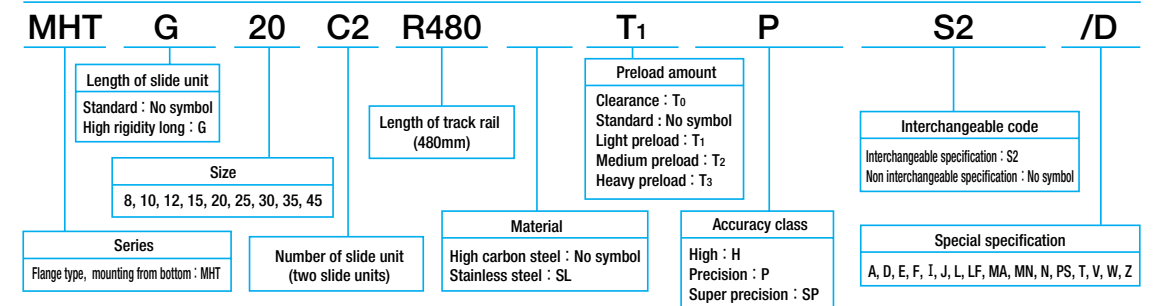 MHT G 20 C2 R480 T1 P S2 /D
Length of slide unit
Standard : No symbol
High rigidity long : G
Size
8, 10, 12, 15, 20, 25, 30, 35, 45
Series
Flange type, mounting from bottom : MHT
Number of slide unit
(two slide units)
Length of track rail
(480mm)
Material
High carbon steel : No symbol
Stainless steel : SL
Preload amount
Clearance : T0
Standard : No symbol
Light preload : T1
Medium preload : T2
Heavy preload : T3
Accuracy class
High : H
Precision : P
Super precision : SP
Interchangeable code
Interchangeable specification : S2
Non interchangeable specification : No symbol
Special specification
A, D, E, F, I, J, L, LF, MA, MN, N, PS, T, V, W, Z